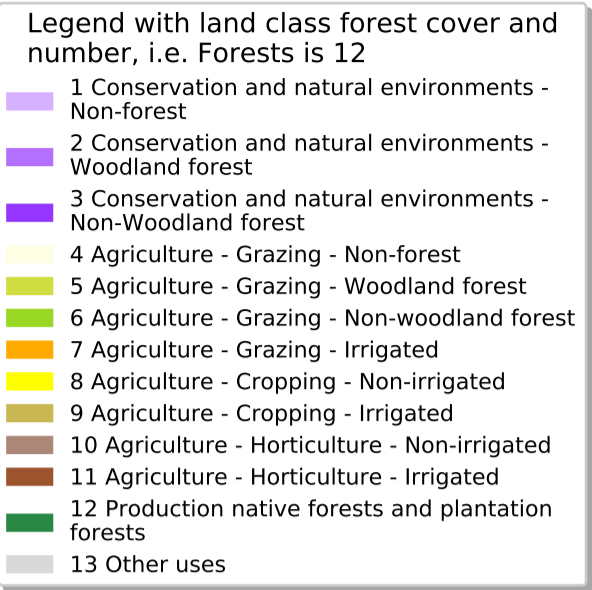 Legend with land class forest cover and
number, i.e. Forests is 12
1 Conservation and natural environments -
Non-forest
2 Conservation and natural environments -
Woodland forest
3 Conservation and natural environments -
Non-Woodland forest
4 Agriculture - Grazing - Non-forest
5 Agriculture - Grazing - Woodland forest
6 Agriculture - Grazing - Non-woodland forest
7 Agriculture - Grazing - Irrigated
8 Agriculture - Cropping - Non-irrigated
9 Agriculture - Cropping - Irrigated
10 Agriculture - Horticulture - Non-irrigated
11 Agriculture - Horticulture - Irrigated
12 Production native forests and plantation
forests
13 Other uses